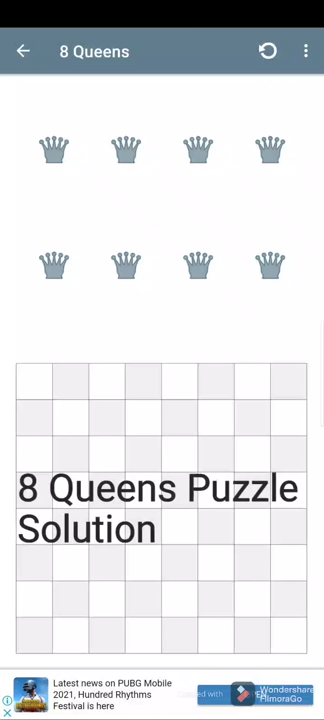 8 Queens
8 Queens Puzzle
Solution
Latest news on PUBG Mobile
2021, Hundred Rhythms
Festival is here
Wondershare
FilmoraGo